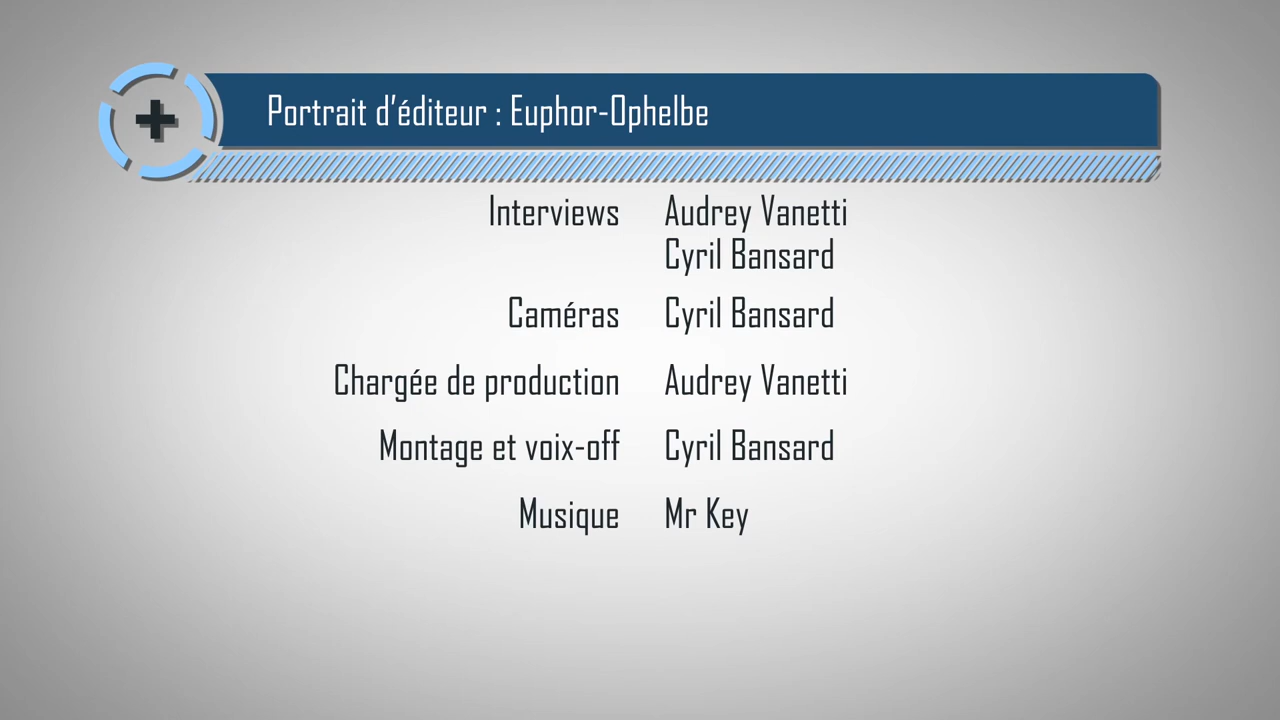 Portrait d'éditeur : Euphor-Ophelbe
Interviews Audrey Vanetti
Cyril Bansard
Caméras Cyril Bansard
Chargée de production Audrey Vanetti
Montage et voix-off Cyril Bansard
Musique Mr Key